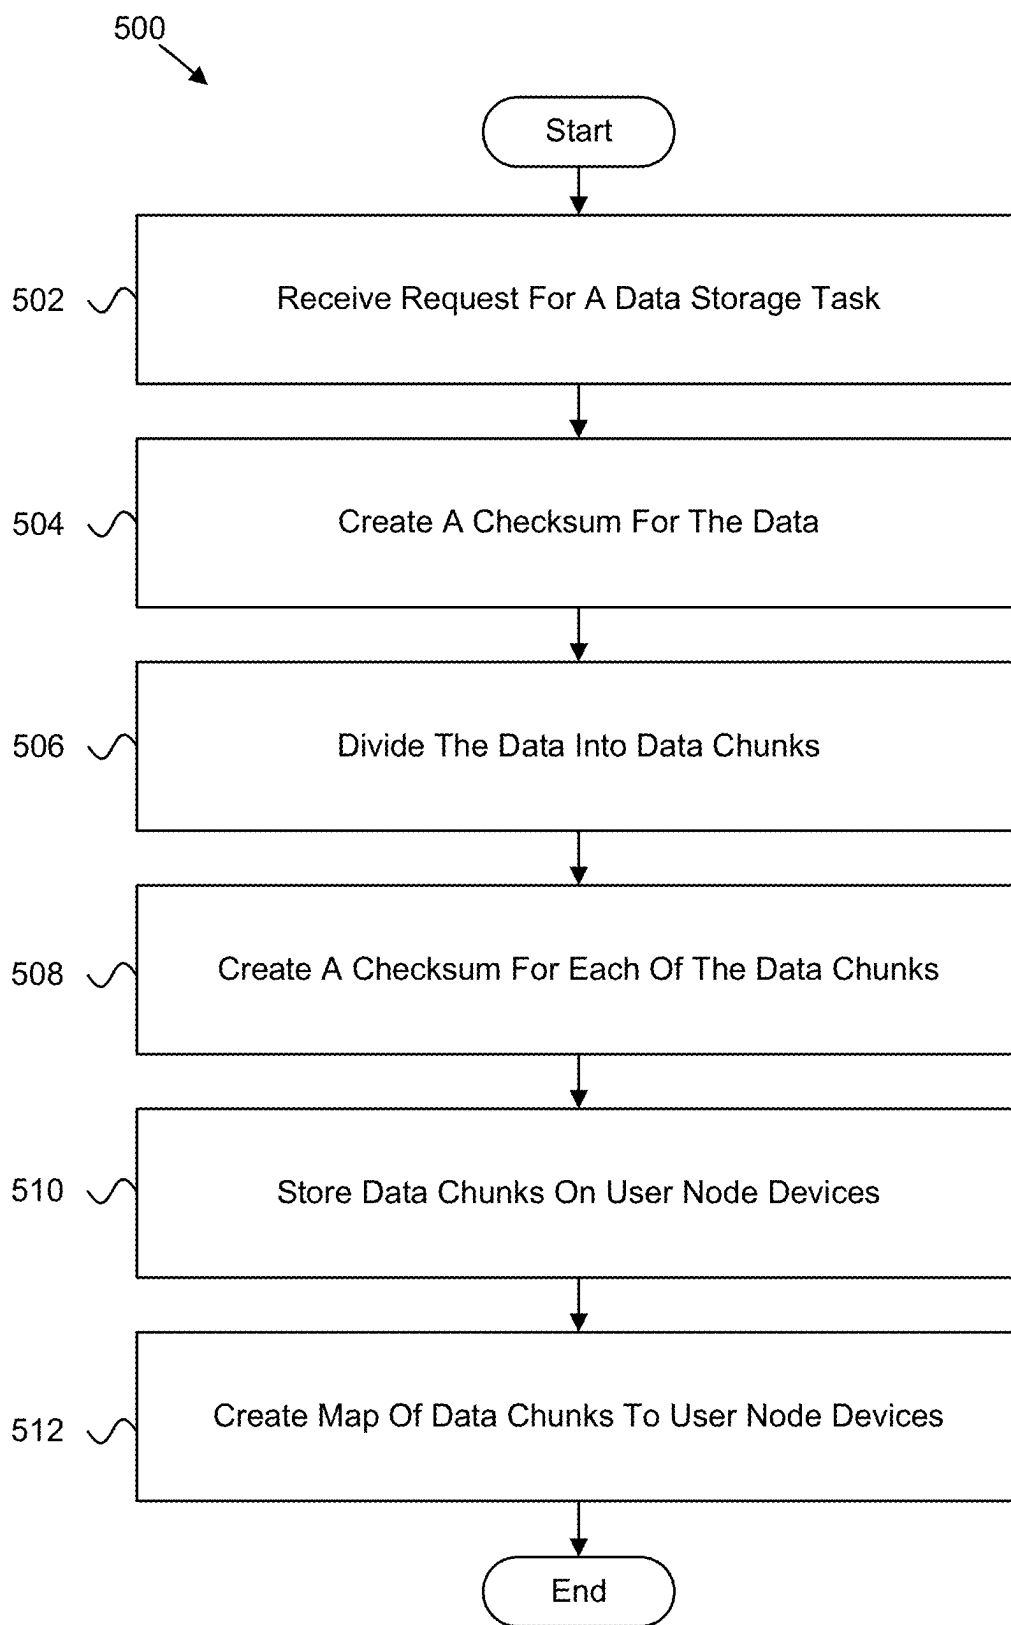 500
Start
502
Receive Request For A Data Storage Task
504
Create A Checksum For The Data
506
Divide The Data Into Data Chunks
508
Create A Checksum For Each Of The Data Chunks
510
Store Data Chunks On User Node Devices
512
Create Map Of Data Chunks To User Node Devices
End